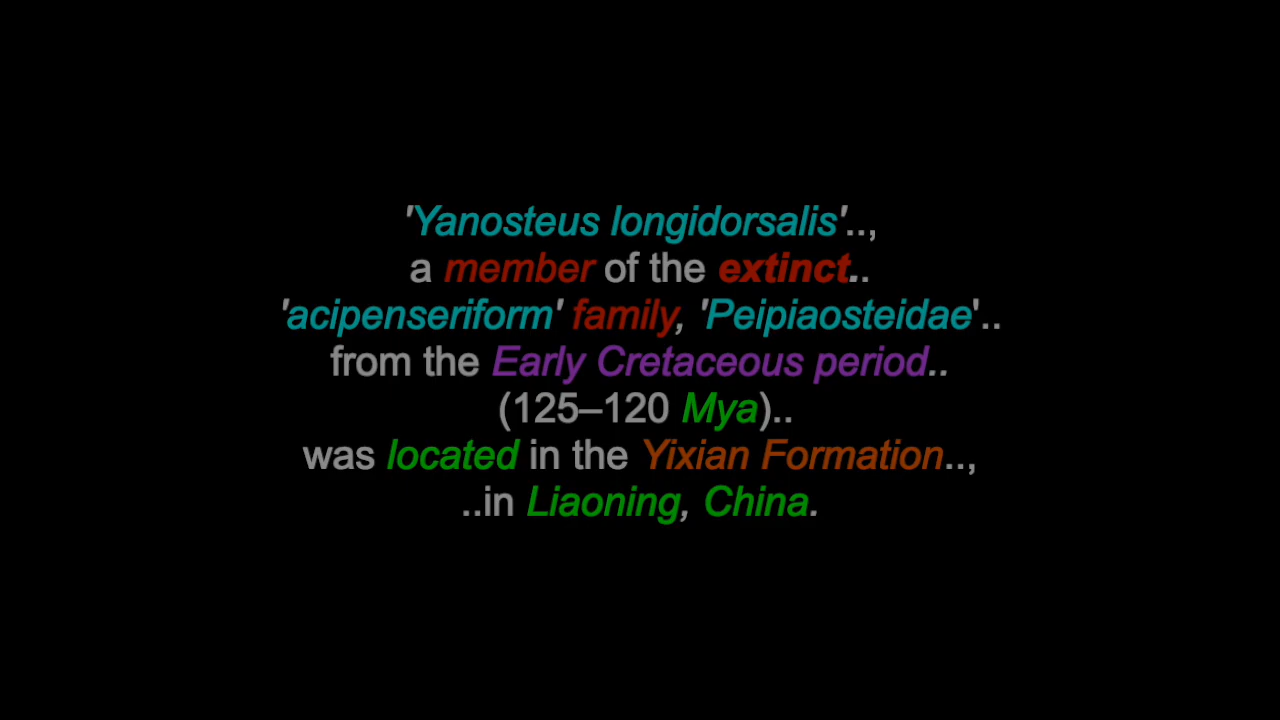 'Yanosteus longidorsalis'..,
a member of the extinct..
'acipenseriform' family, 'Peipiaosteidae'..
from the Early Cretaceous period..
(125–120 Mya)..
was located in the Yixian Formation..,
..in Liaoning, China.